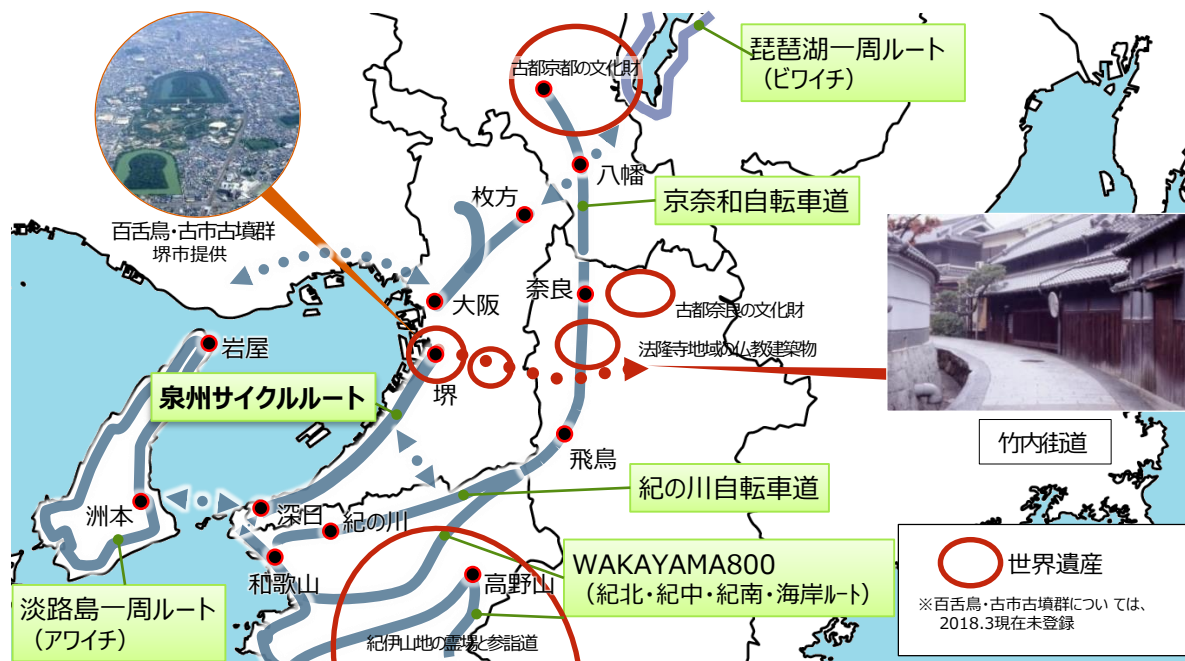 古都京都の文化財
琵琶湖一周ルート
（ビワイチ）
八幡
枚方
京奈和自転車道
百舌鳥・古市古墳群
堺市提供
大阪
奈良
古都奈良の文化財
法隆寺地域の仏教建築物
岩屋
堺
泉州サイクルルート
飛鳥
竹内街道
紀の川自転車道
洲本
深日
紀の川
和歌山
高野山
WAKAYAMA800
（紀北・紀中・紀南・海岸ルート）
淡路島一周ルート
（アワイチ）
紀伊山地の霊場と参詣道
世界遺産
※百舌鳥・古市古墳群については、
2018.3現在未登録